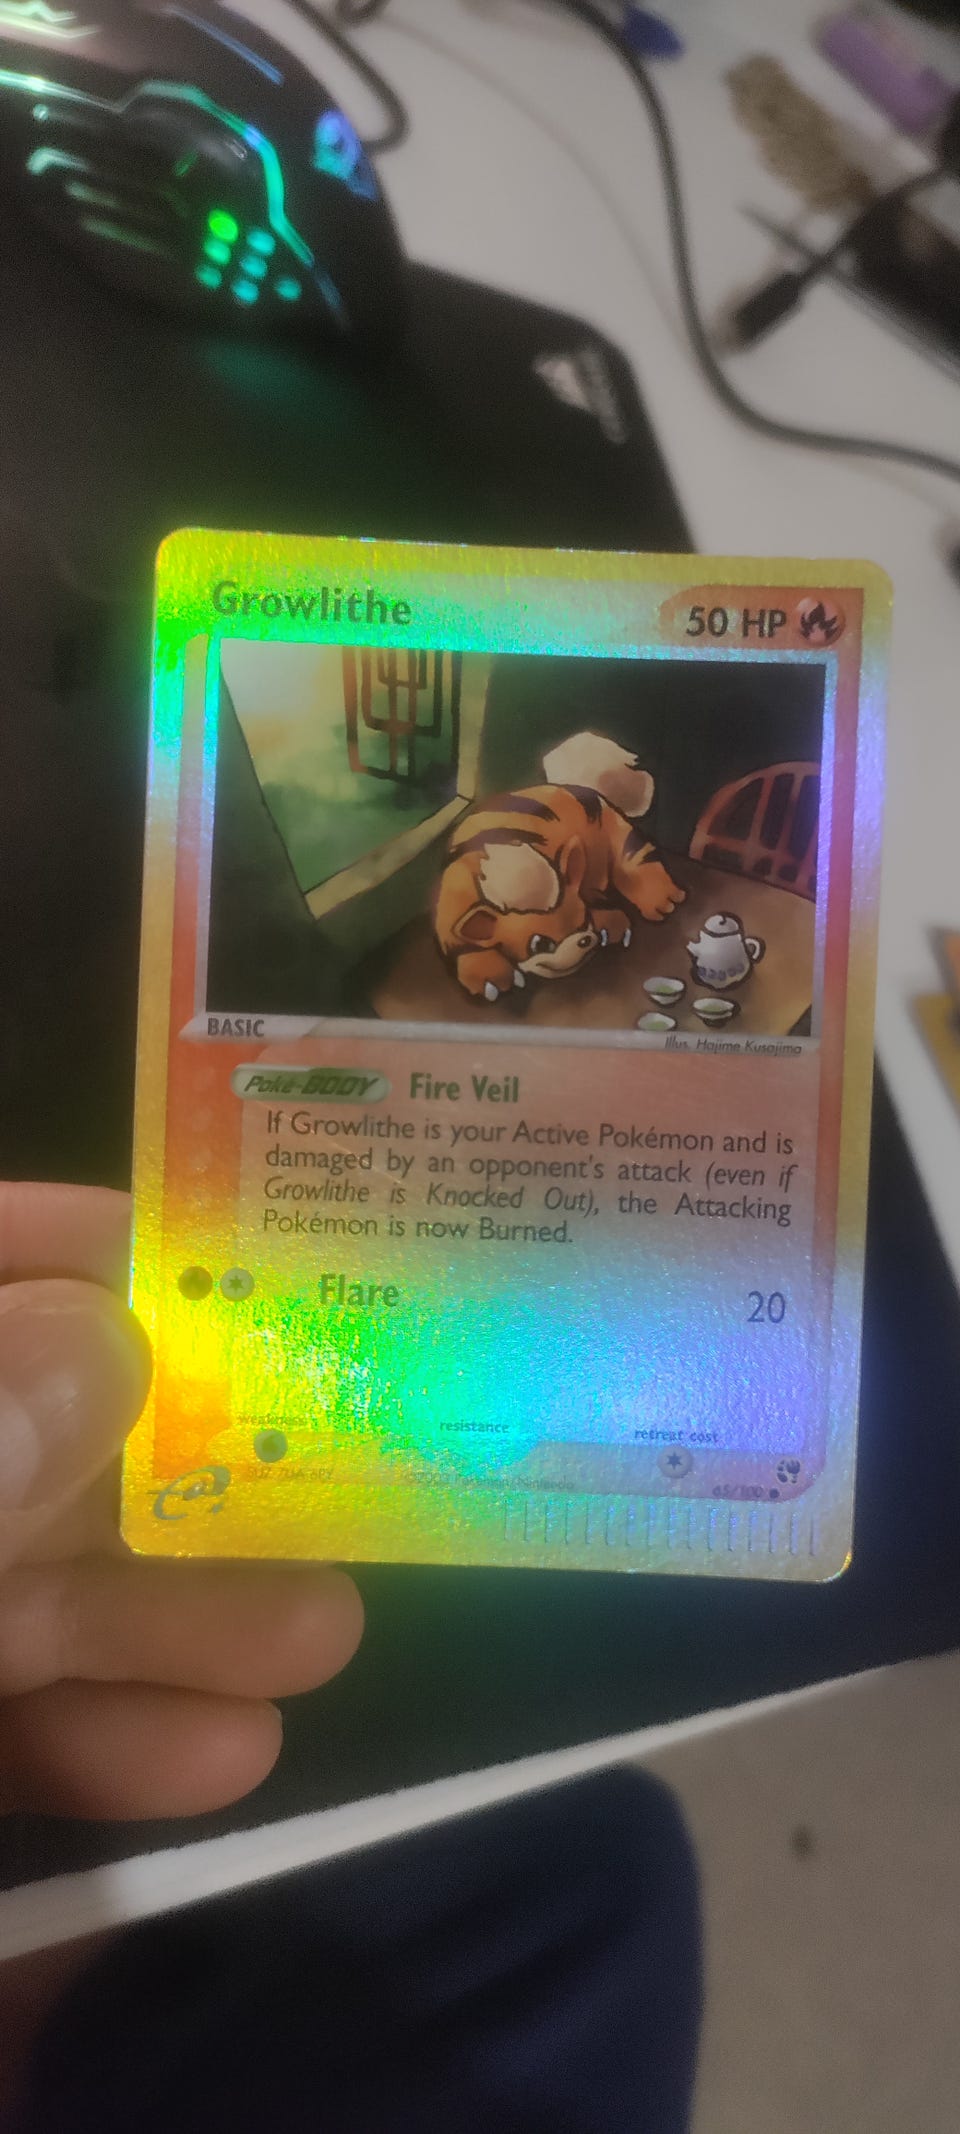 Growlithe
50 HP
BASIC
Illus. Hajime Kusajima
Poké-BODY Fire Veil
If Growlithe is your Active Pokémon and is
damaged by an opponent's attack (even if
Growlithe is Knocked Out), the Attacking
Pokémon is now Burned.
Flare 20
weakness resistance retreat cost
65/100